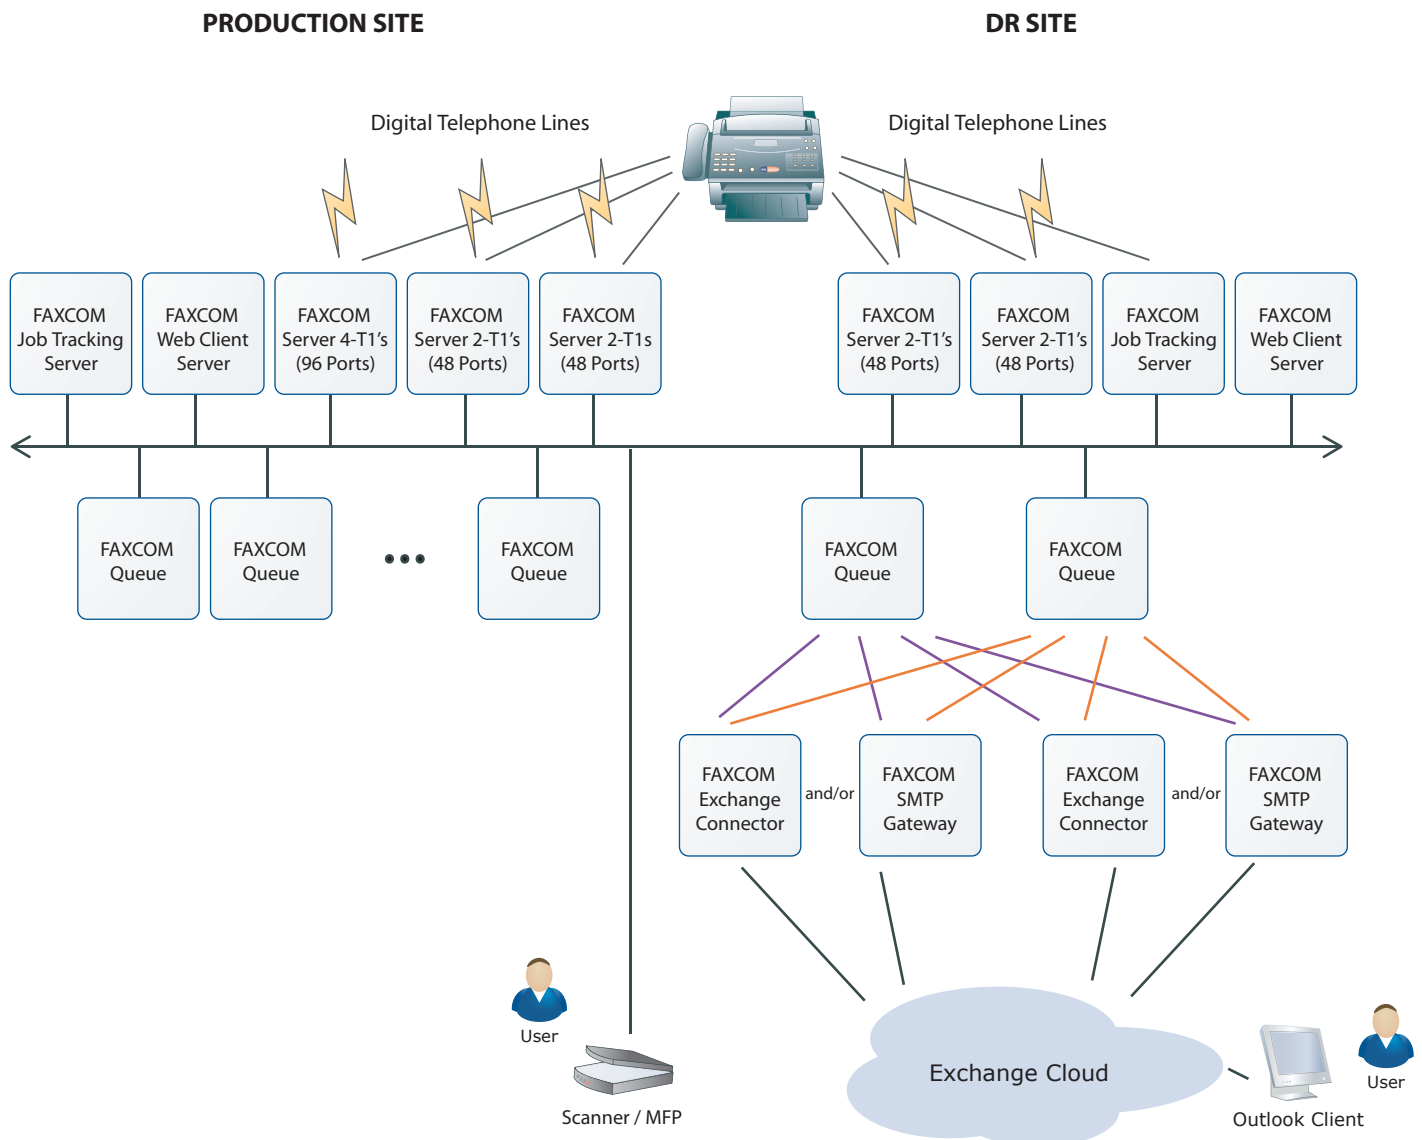 PRODUCTION SITE
DR SITE
Digital Telephone Lines
Digital Telephone Lines
FAXCOM
Job Tracking
Server
FAXCOM
Web Client
Server
FAXCOM
Server 4-T1's
(96 Ports)
FAXCOM
Server 2-T1's
(48 Ports)
FAXCOM
Server 2-T1s
(48 Ports)
FAXCOM
Server 2-T1's
(48 Ports)
FAXCOM
Server 2-T1's
(48 Ports)
FAXCOM
Job Tracking
Server
FAXCOM
Web Client
Server
FAXCOM
Queue
FAXCOM
Queue
FAXCOM
Queue
FAXCOM
Queue
FAXCOM
Queue
FAXCOM
Exchange
Connector
and/or
FAXCOM
SMTP
Gateway
FAXCOM
Exchange
Connector
and/or
FAXCOM
SMTP
Gateway
User
Scanner / MFP
Exchange Cloud
Outlook Client
User